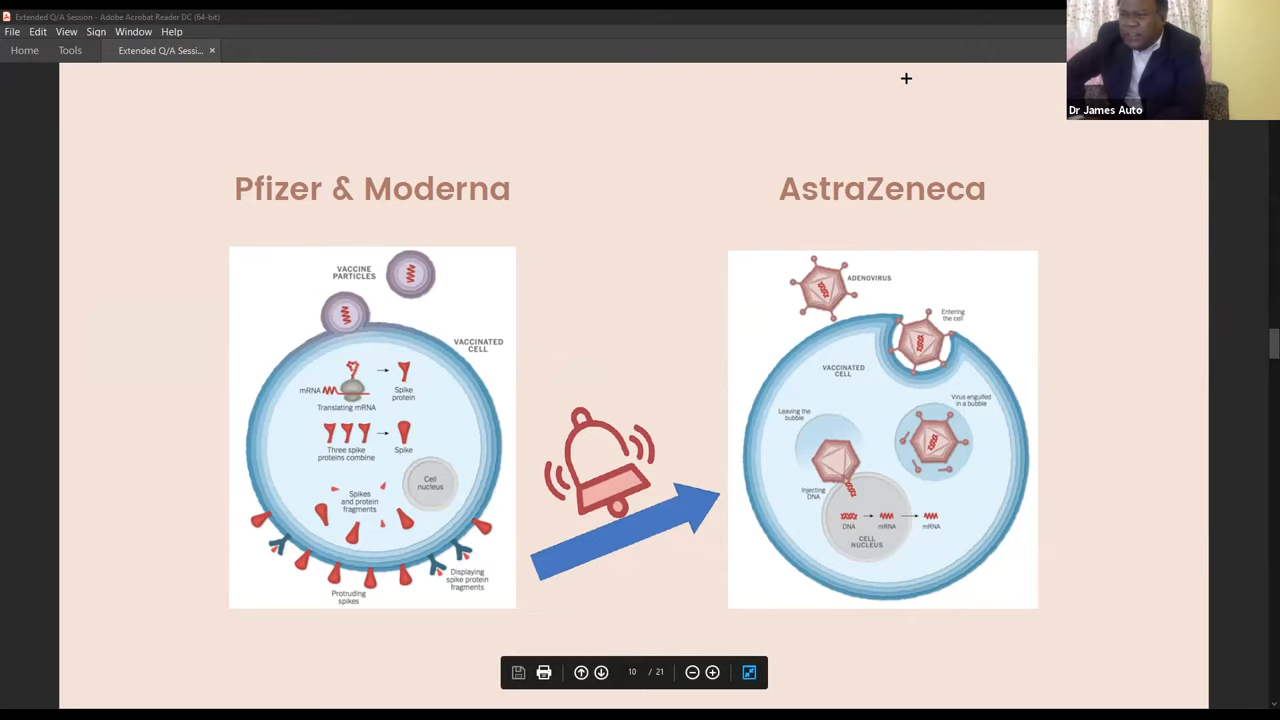 Extended Q/A Session - Adobe Acrobat Reader DC (64-bit)
File Edit View Sign Window Help
Home Tools Extended Q/A Sessi... ×
Dr James Auto
Pfizer & Moderna
AstraZeneca
VACCINE
PARTICLES
VACCINATED
CELL
mRNA
Spike
protein
Translating mRNA
Three spike
proteins combine
Spike
Cell
nucleus
Spikes
and protein
fragments
Displaying
spike protein
fragments
Protruding
spikes
ADENOVIRUS
Entering
the cell
VACCINATED
CELL
Virus engulfed
in a bubble
Leaving the
bubble
Injecting
DNA
DNA mRNA mRNA
CELL
NUCLEUS
10 / 21